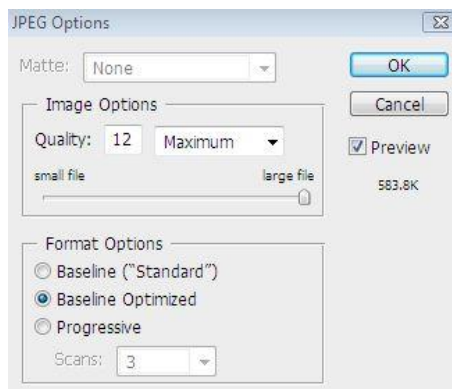 JPEG Options
Matte: None
OK
Image Options
Cancel
Quality: 12 Maximum
Preview
small file large file
583.8K
Format Options
Baseline ("Standard")
Baseline Optimized
Progressive
Scans: 3